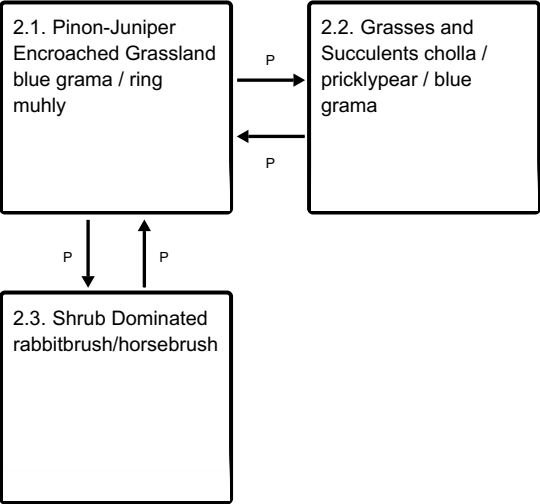 2.1. Pinon-Juniper
Encroached Grassland
blue grama / ring
muhly
P
2.2. Grasses and
Succulents cholla /
pricklypear / blue
grama
P
P
P
2.3. Shrub Dominated
rabbitbrush/horsebrush